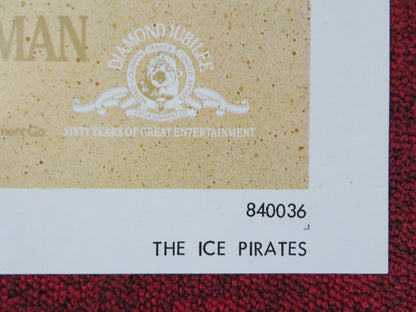 MAN
DIAMOND JUBILEE
ment Co.
SIXTY YEARS OF GREAT ENTERTAINMENT
840036
THE ICE PIRATES